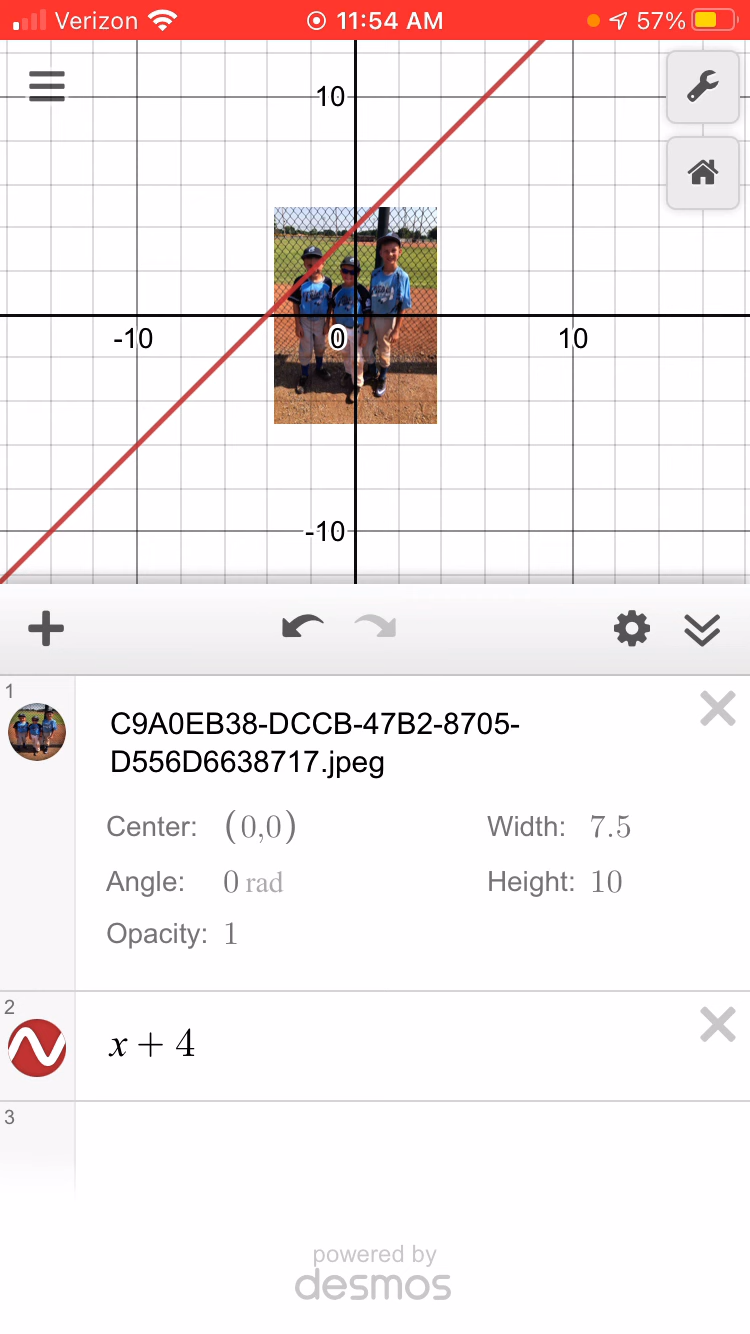 Verizon 11:54 AM 57%
10
-10 0 10
-10
1
C9A0EB38-DCCB-47B2-8705-
D556D6638717.jpeg
Center: (0,0) Width: 7.5
Angle: 0 rad Height: 10
Opacity: 1
2
x + 4
3
powered by
desmos